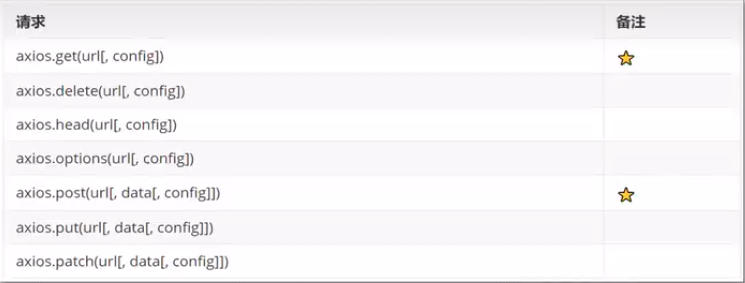 请求 备注
axios.get(url[, config])
axios.delete(url[, config])
axios.head(url[, config])
axios.options(url[, config])
axios.post(url[, data[, config]])
axios.put(url[, data[, config]])
axios.patch(url[, data[, config]])